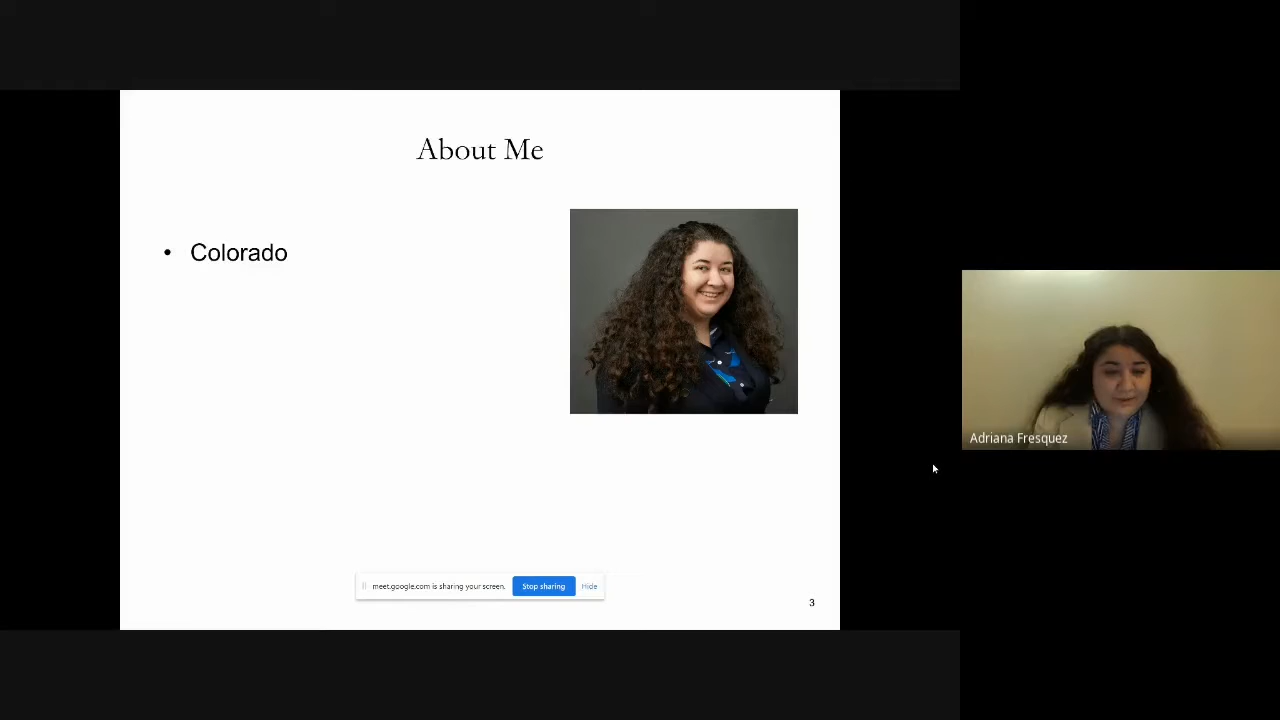 About Me
• Colorado
Adriana Fresquez
meet.google.com is sharing your screen. Stop sharing Hide
3